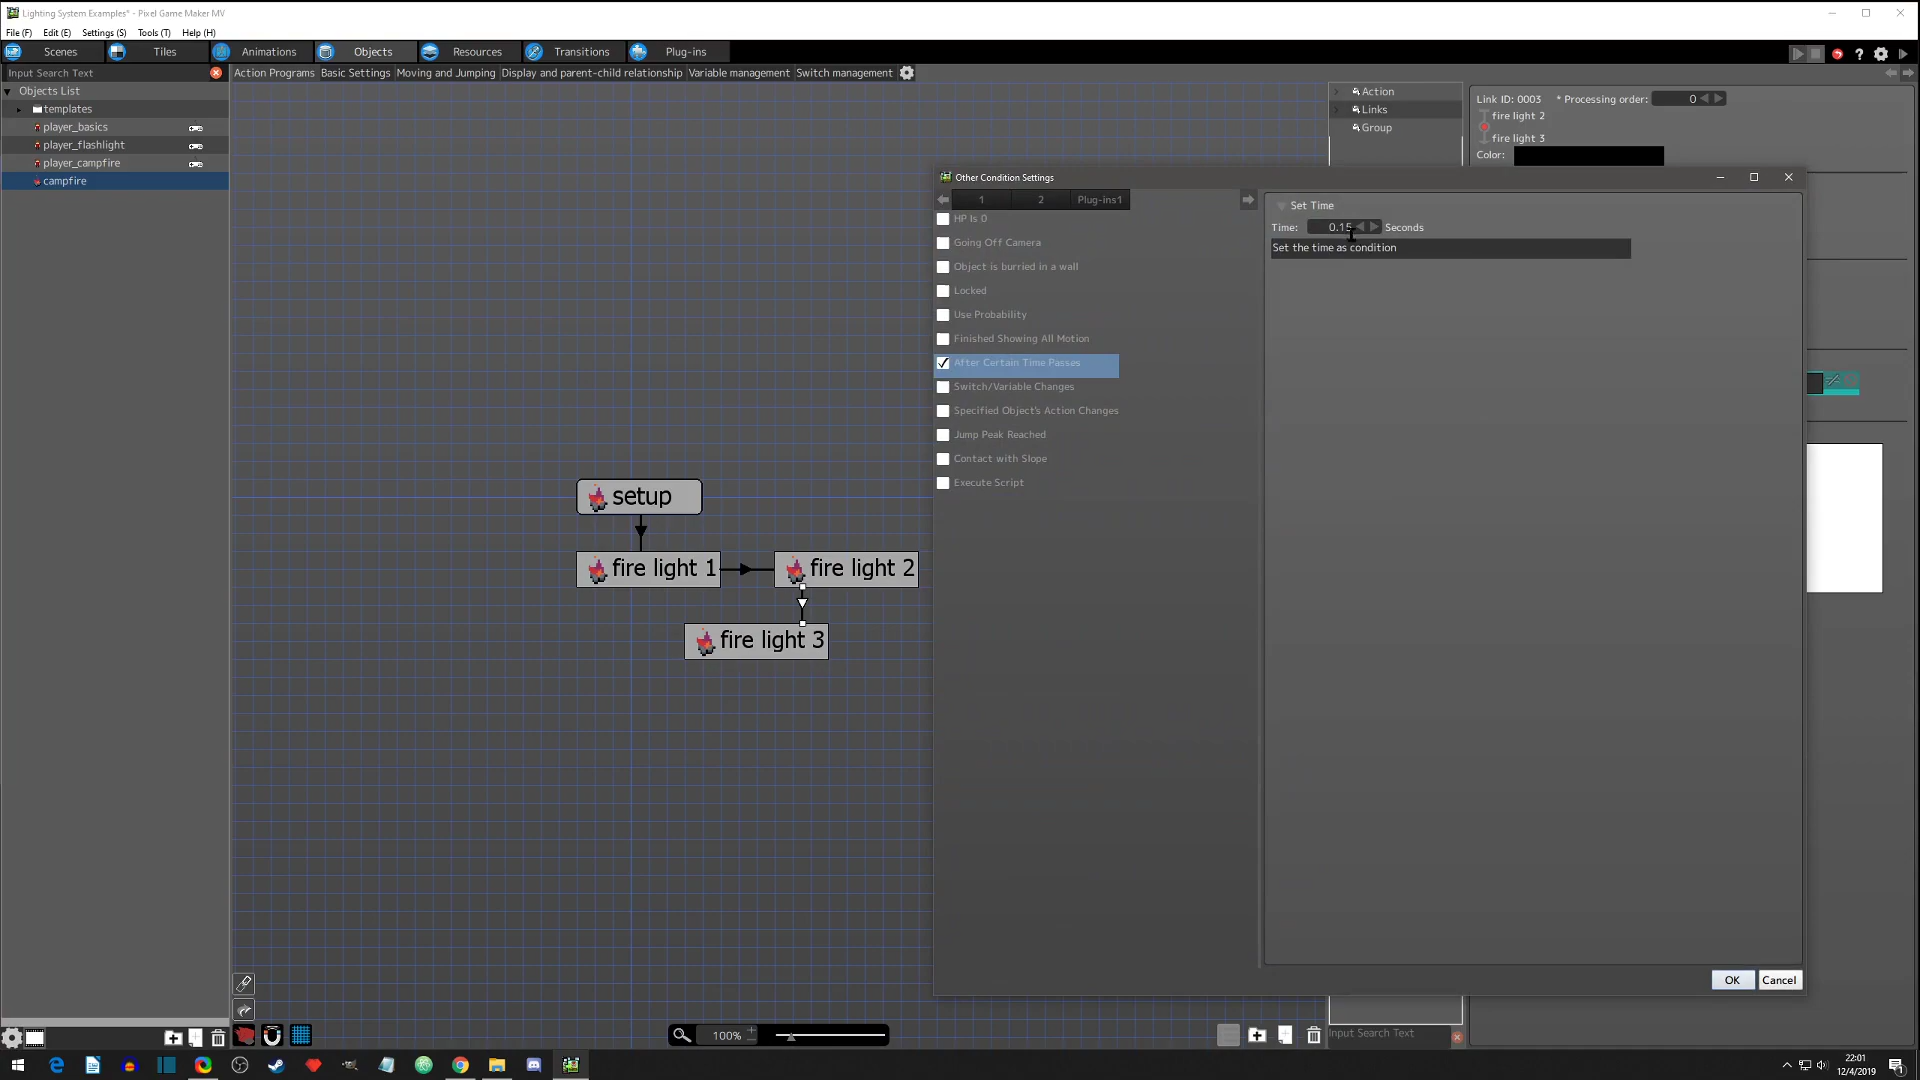 Lighting System Examples* - Pixel Game Maker MV
File (F) Edit (E) Settings (S) Tools (T) Help (H)
Scenes Tiles Animations Objects Resources Transitions Plug-ins
Input Search Text
Action Programs Basic Settings Moving and Jumping Display and parent-child relationship Variable management Switch management
Objects List
templates
player_basics
player_flashlight
player_campfire
campfire
setup
fire light 1
fire light 2
fire light 3
100%
Action
Links
Group
Input Search Text
Link ID: 0003 * Processing order: 0
fire light 2
fire light 3
Color:
Other Condition Settings
1 2 Plug-ins1
HP Is 0
Going Off Camera
Object is burried in a wall
Locked
Use Probability
Finished Showing All Motion
After Certain Time Passes
Switch/Variable Changes
Specified Object's Action Changes
Jump Peak Reached
Contact with Slope
Execute Script
Set Time
Time: 0.15 Seconds
Set the time as condition
OK Cancel
22:01
12/4/2019